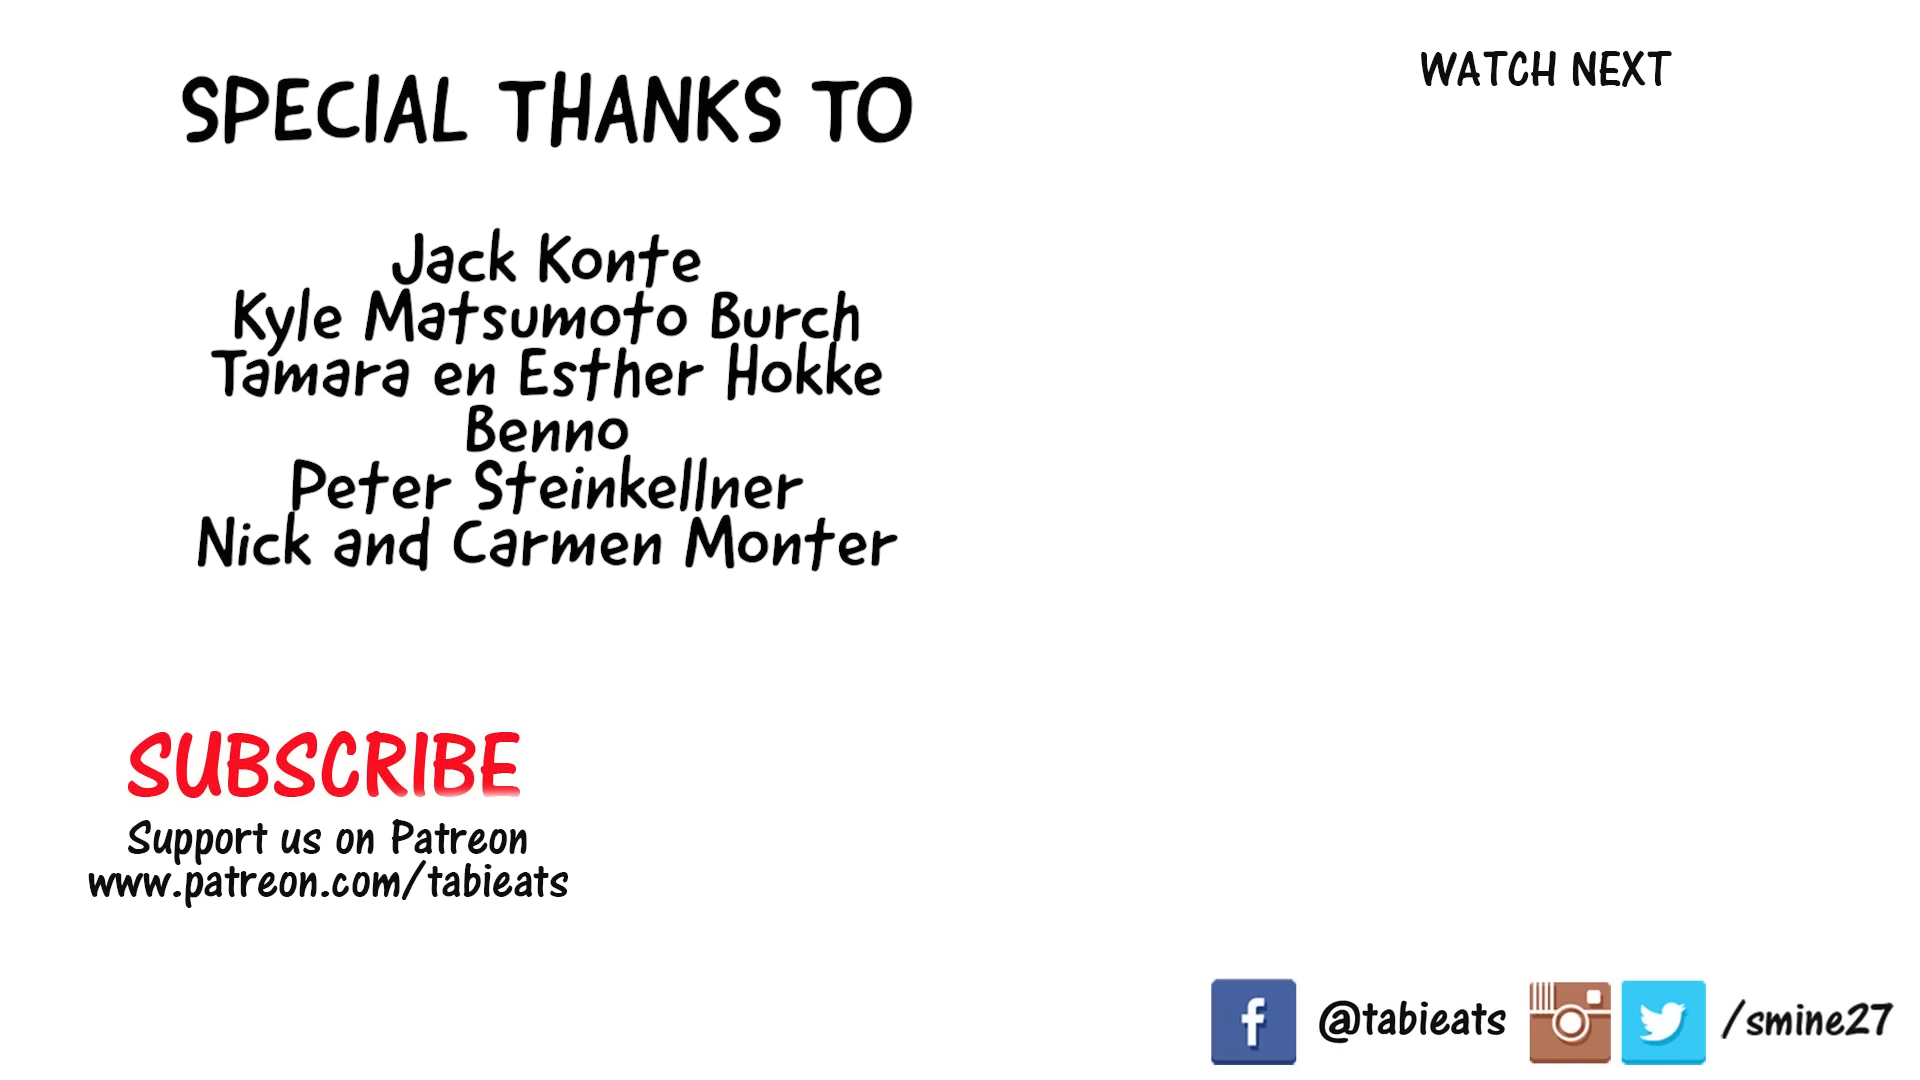 SPECIAL THANKS TO
Jack Konte
Kyle Matsumoto Burch
Tamara en Esther Hokke
Benno
Peter Steinkellner
Nick and Carmen Monter
SUBSCRIBE
Support us on Patreon
www.patreon.com/tabieats
WATCH NEXT
@tabieats /smine27